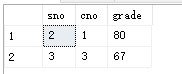 sno cno grade
1 2 1 80
2 3 3 67